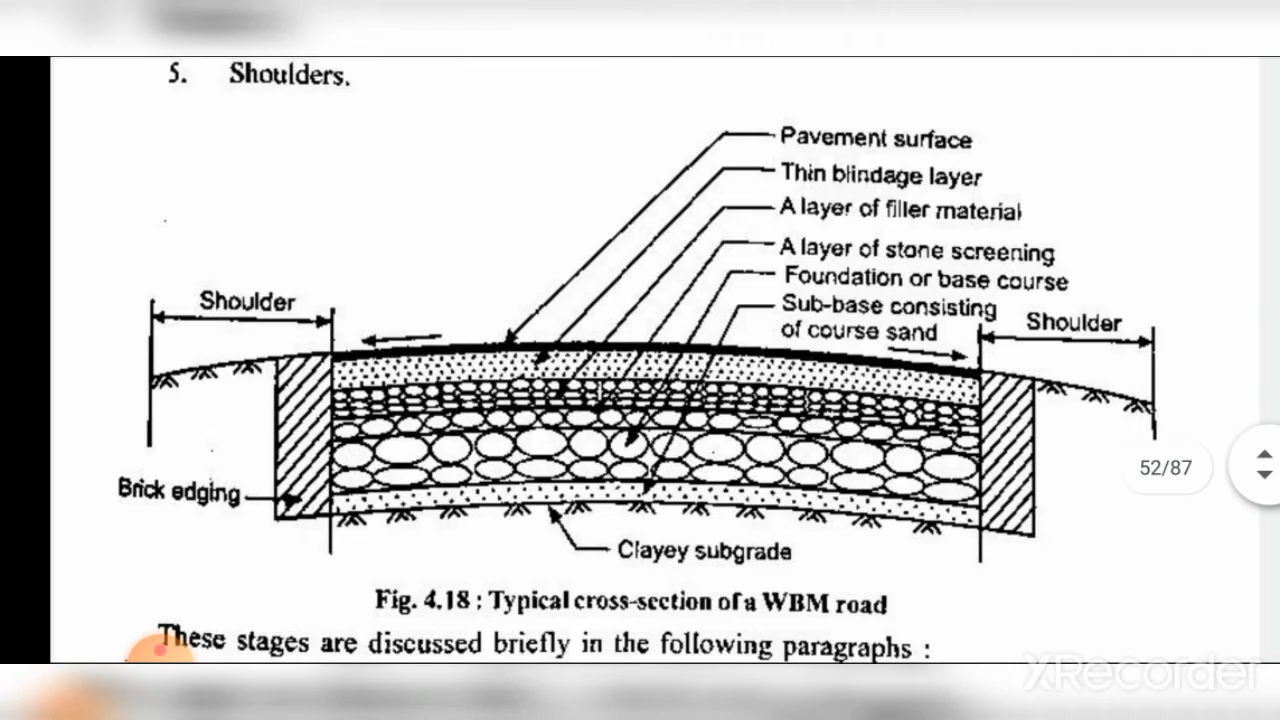 5. Shoulders.
Pavement surface
Thin blindage layer
A layer of filler material
A layer of stone screening
Foundation or base course
Sub-base consisting
of course sand
Shoulder
Shoulder
52/87
Brick edging
Clayey subgrade
Fig. 4.18 : Typical cross-section of a WBM road
These stages are discussed briefly in the following paragraphs :
XRecorder